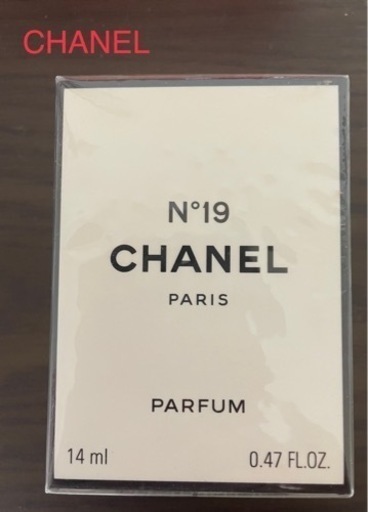 CHANEL
N°19
CHANEL
PARIS
PARFUM
14 ml 0.47 FL.OZ.